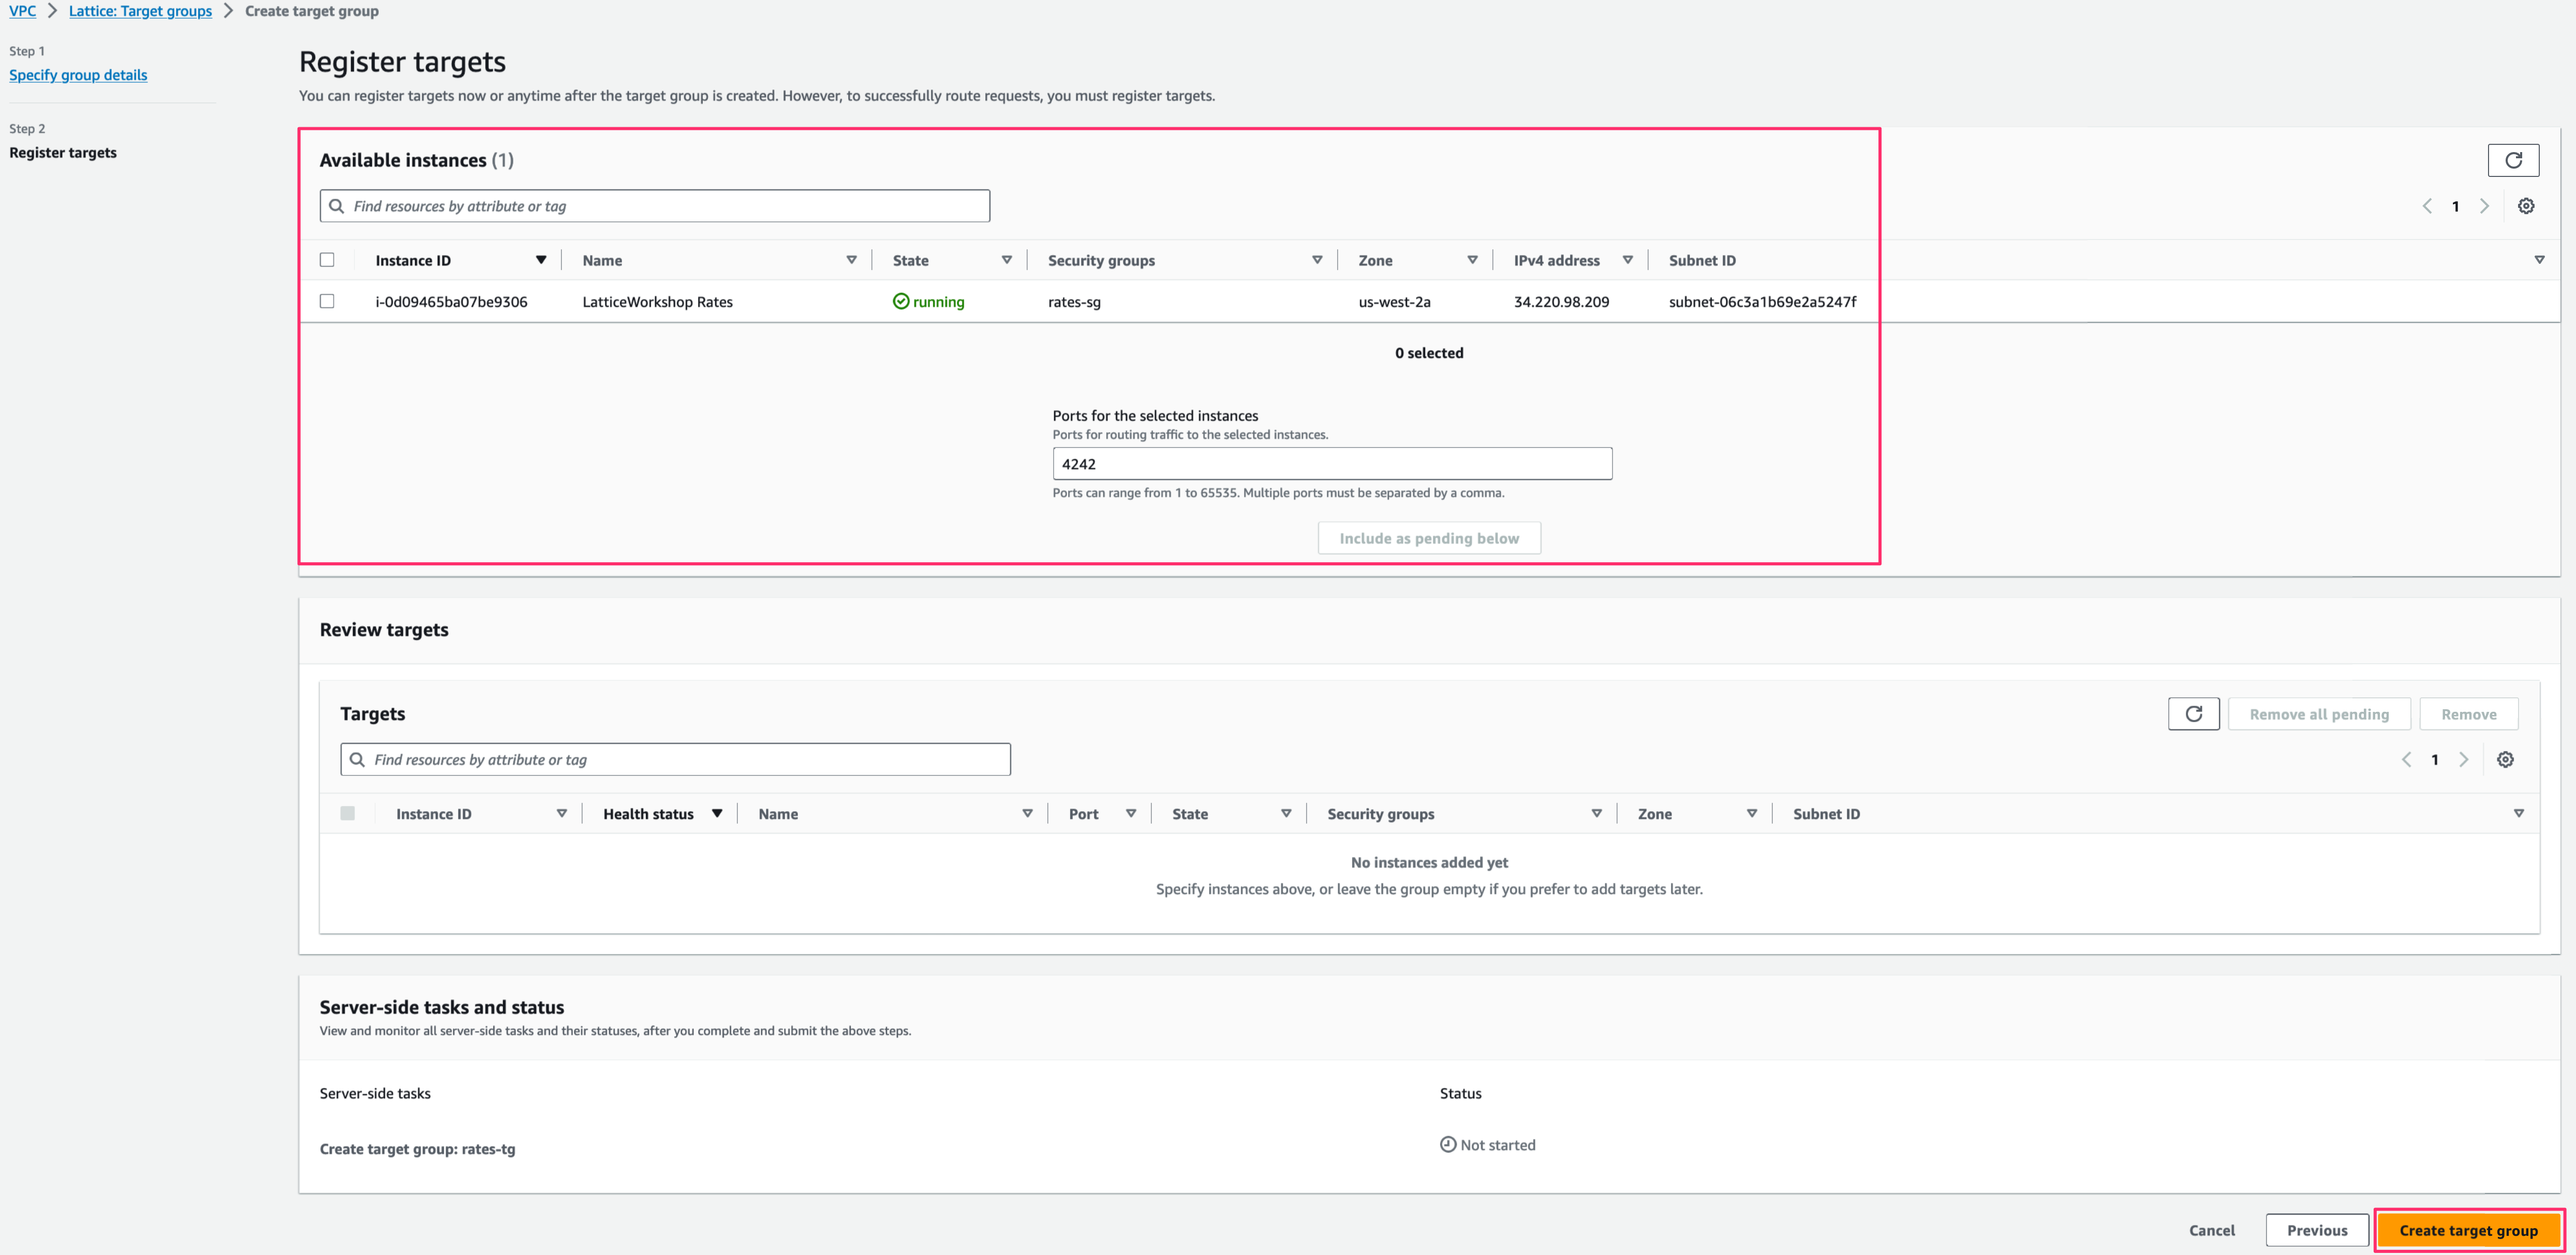 VPC > Lattice: Target groups > Create target group
Step 1
Specify group details
Step 2
Register targets
Register targets
You can register targets now or anytime after the target group is created. However, to successfully route requests, you must register targets.
Available instances (1)
Find resources by attribute or tag
1
Instance ID Name State Security groups Zone IPv4 address Subnet ID
i-0d09465ba07be9306 LatticeWorkshop Rates running rates-sg us-west-2a 34.220.98.209 subnet-06c3a1b69e2a5247f
0 selected
Ports for the selected instances
Ports for routing traffic to the selected instances.
4242
Ports can range from 1 to 65535. Multiple ports must be separated by a comma.
Include as pending below
Review targets
Targets
Remove all pending Remove
Find resources by attribute or tag
1
Instance ID Health status Name Port State Security groups Zone Subnet ID
No instances added yet
Specify instances above, or leave the group empty if you prefer to add targets later.
Server-side tasks and status
View and monitor all server-side tasks and their statuses, after you complete and submit the above steps.
Server-side tasks Status
Create target group: rates-tg Not started
Cancel Previous Create target group